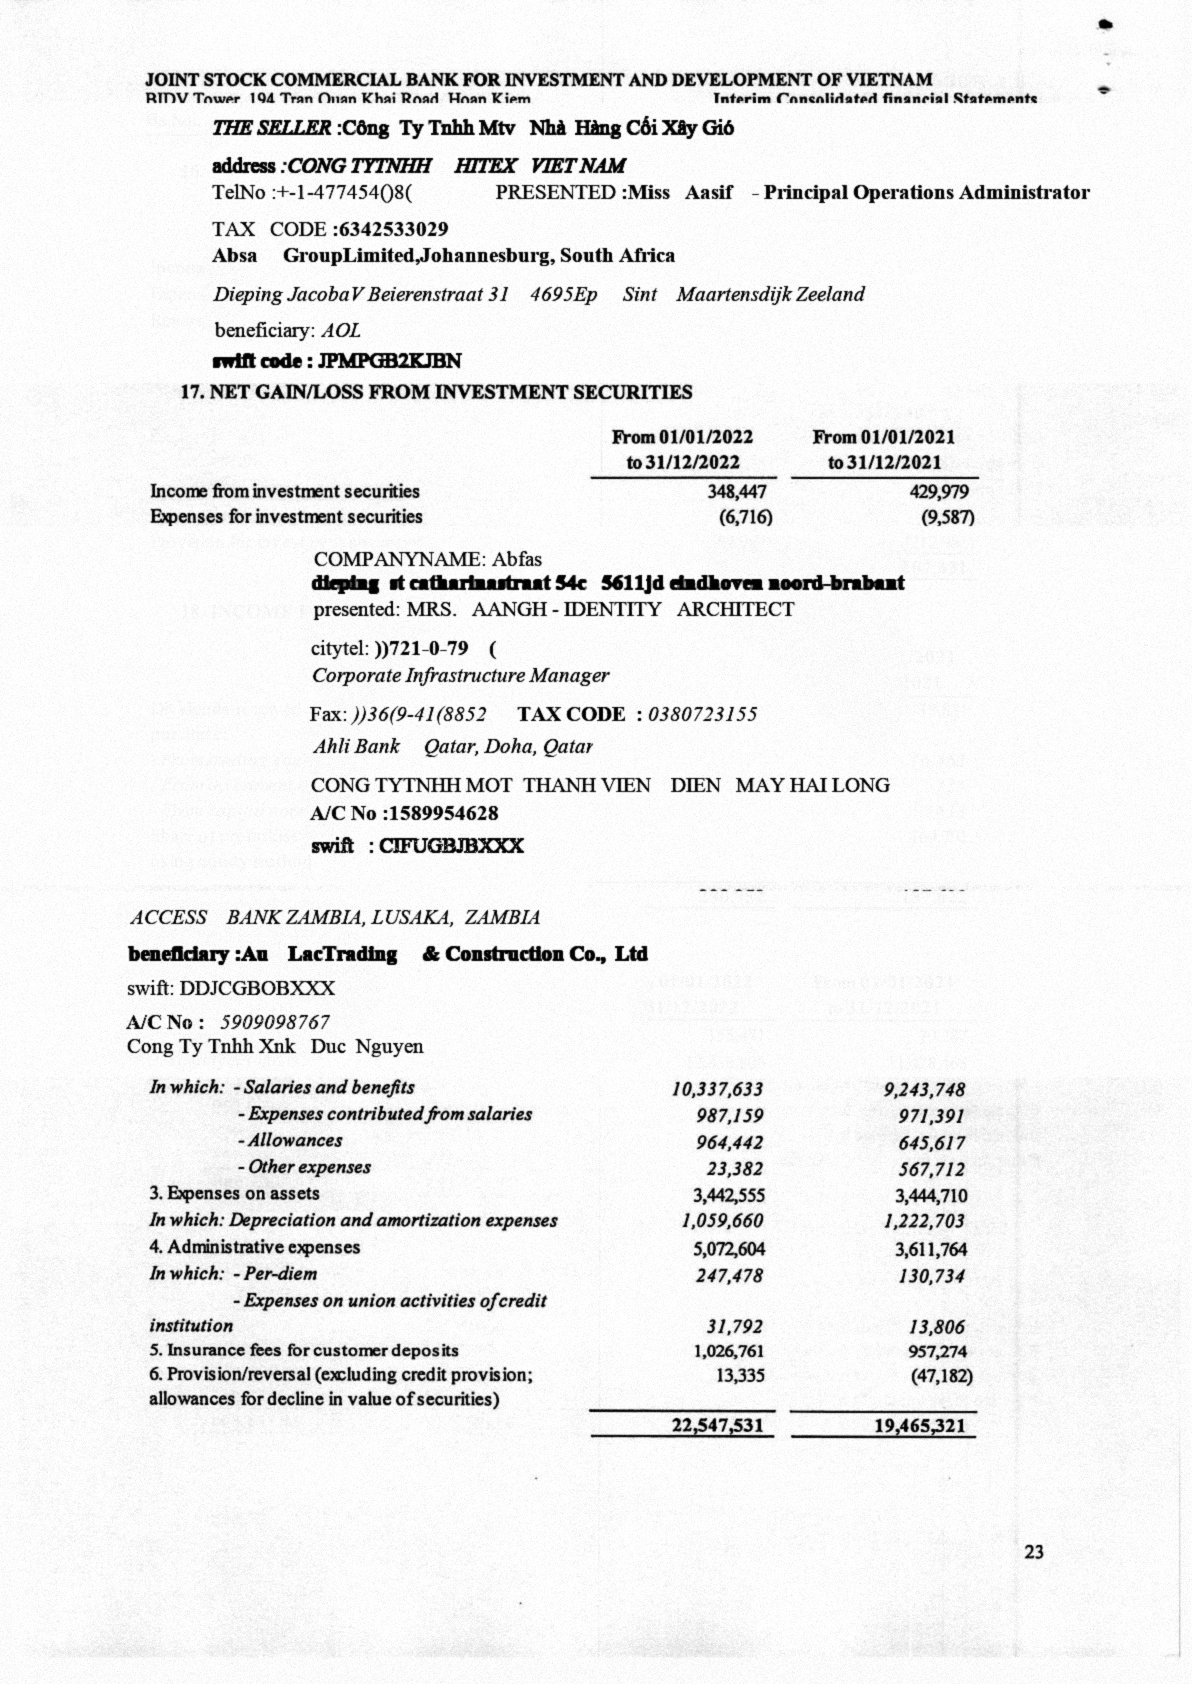 JOINT STOCK COMMERCIAL BANK FOR INVESTMENT AND DEVELOPMENT OF VIETNAM
BIDV Tower, 194 Tran Quan Khai Road, Hoan Kiem Interim Consolidated financial Statements
THE SELLER :Công Ty Tnhh Mtv Nhà Hàng Cối Xây Gió
address :CONG TYTNHH HITEX VIET NAM
TelNo :+-1-477454()8( PRESENTED :Miss Aasif - Principal Operations Administrator
TAX CODE :6342533029
Absa GroupLimited,Johannesburg, South Africa
Dieping Jacoba V Beierenstraat 31 4695Ep Sint Maartensdijk Zeeland
beneficiary: AOL
swift code : JPMPGB2KJBN
17. NET GAIN/LOSS FROM INVESTMENT SECURITIES
From 01/01/2022 From 01/01/2021
to 31/12/2022 to 31/12/2021
Income from investment securities 348,447 429,979
Expenses for investment securities (6,716) (9,587)
COMPANYNAME: Abfas
dieping st catharinastraat 54c 5611jd eindhoven noord-brabant
presented: MRS. AANGH - IDENTITY ARCHITECT
citytel: ))721-0-79 (
Corporate Infrastructure Manager
Fax: ))36(9-41(8852 TAX CODE : 0380723155
Ahli Bank Qatar, Doha, Qatar
CONG TYTNHH MOT THANH VIEN DIEN MAY HAI LONG
A/C No :1589954628
swift : CIFUGBJBXXX
ACCESS BANK ZAMBIA, LUSAKA, ZAMBIA
beneficiary :Au LacTrading & Construction Co., Ltd
swift: DDJCGBOBXXX
A/C No : 5909098767
Cong Ty Tnhh Xnk Duc Nguyen
In which: - Salaries and benefits 10,337,633 9,243,748
- Expenses contributed from salaries 987,159 971,391
- Allowances 964,442 645,617
- Other expenses 23,382 567,712
3. Expenses on assets 3,442,555 3,444,710
In which: Depreciation and amortization expenses 1,059,660 1,222,703
4. Administrative expenses 5,072,604 3,611,764
In which: - Per-diem 247,478 130,734
- Expenses on union activities of credit
institution 31,792 13,806
5. Insurance fees for customer deposits 1,026,761 957,274
6. Provision/reversal (excluding credit provision; 13,335 (47,182)
allowances for decline in value of securities)
22,547,531 19,465,321
23